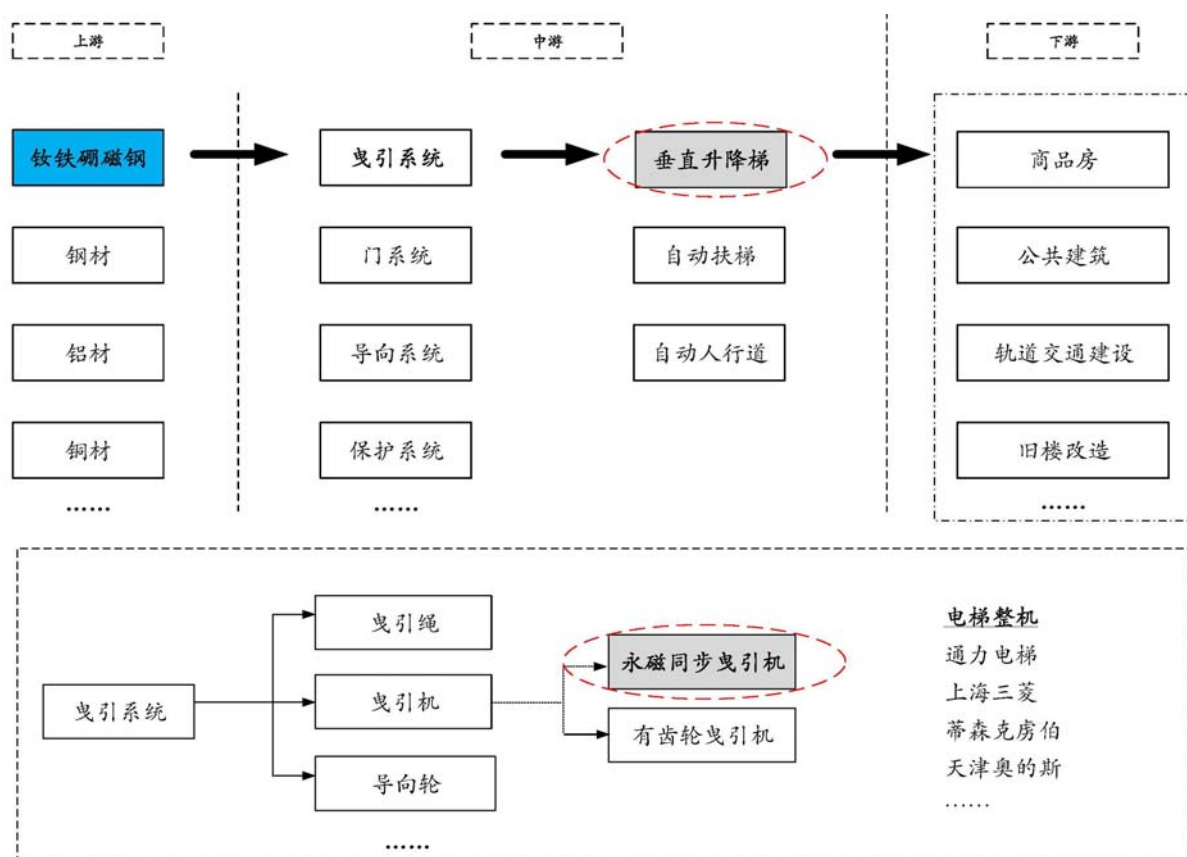 上游
中游
下游
钕铁硼磁钢
曳引系统
垂直升降梯
商品房
钢材
门系统
自动扶梯
公共建筑
铝材
导向系统
自动人行道
轨道交通建设
铜材
保护系统
旧楼改造
……
……
……
曳引系统
曳引绳
曳引机
导向轮
……
永磁同步曳引机
有齿轮曳引机
电梯整机
通力电梯
上海三菱
蒂森克虏伯
天津奥的斯
……